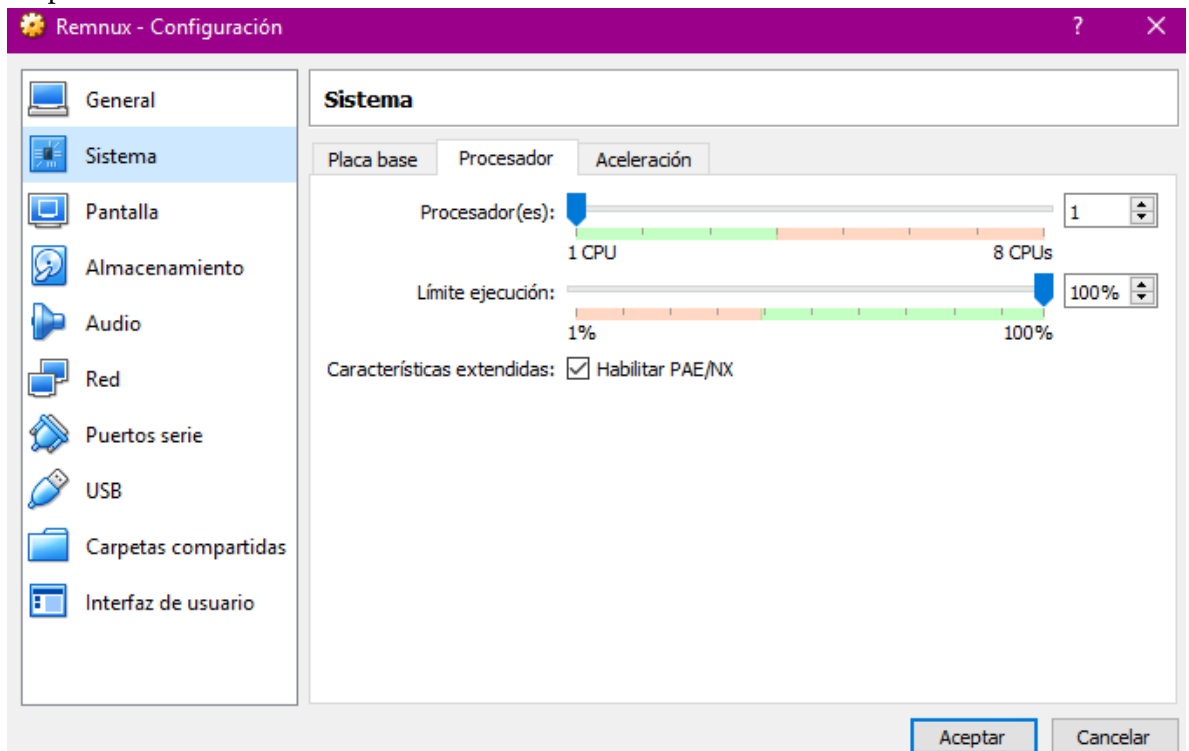 Remnux - Configuración ? ×
General
Sistema
Pantalla
Almacenamiento
Audio
Red
Puertos serie
USB
Carpetas compartidas
Interfaz de usuario
Sistema
Placa base Procesador Aceleración
Procesador(es): 1
1 CPU 8 CPUs
Límite ejecución: 100%
1% 100%
Características extendidas: Habilitar PAE/NX
Aceptar Cancelar